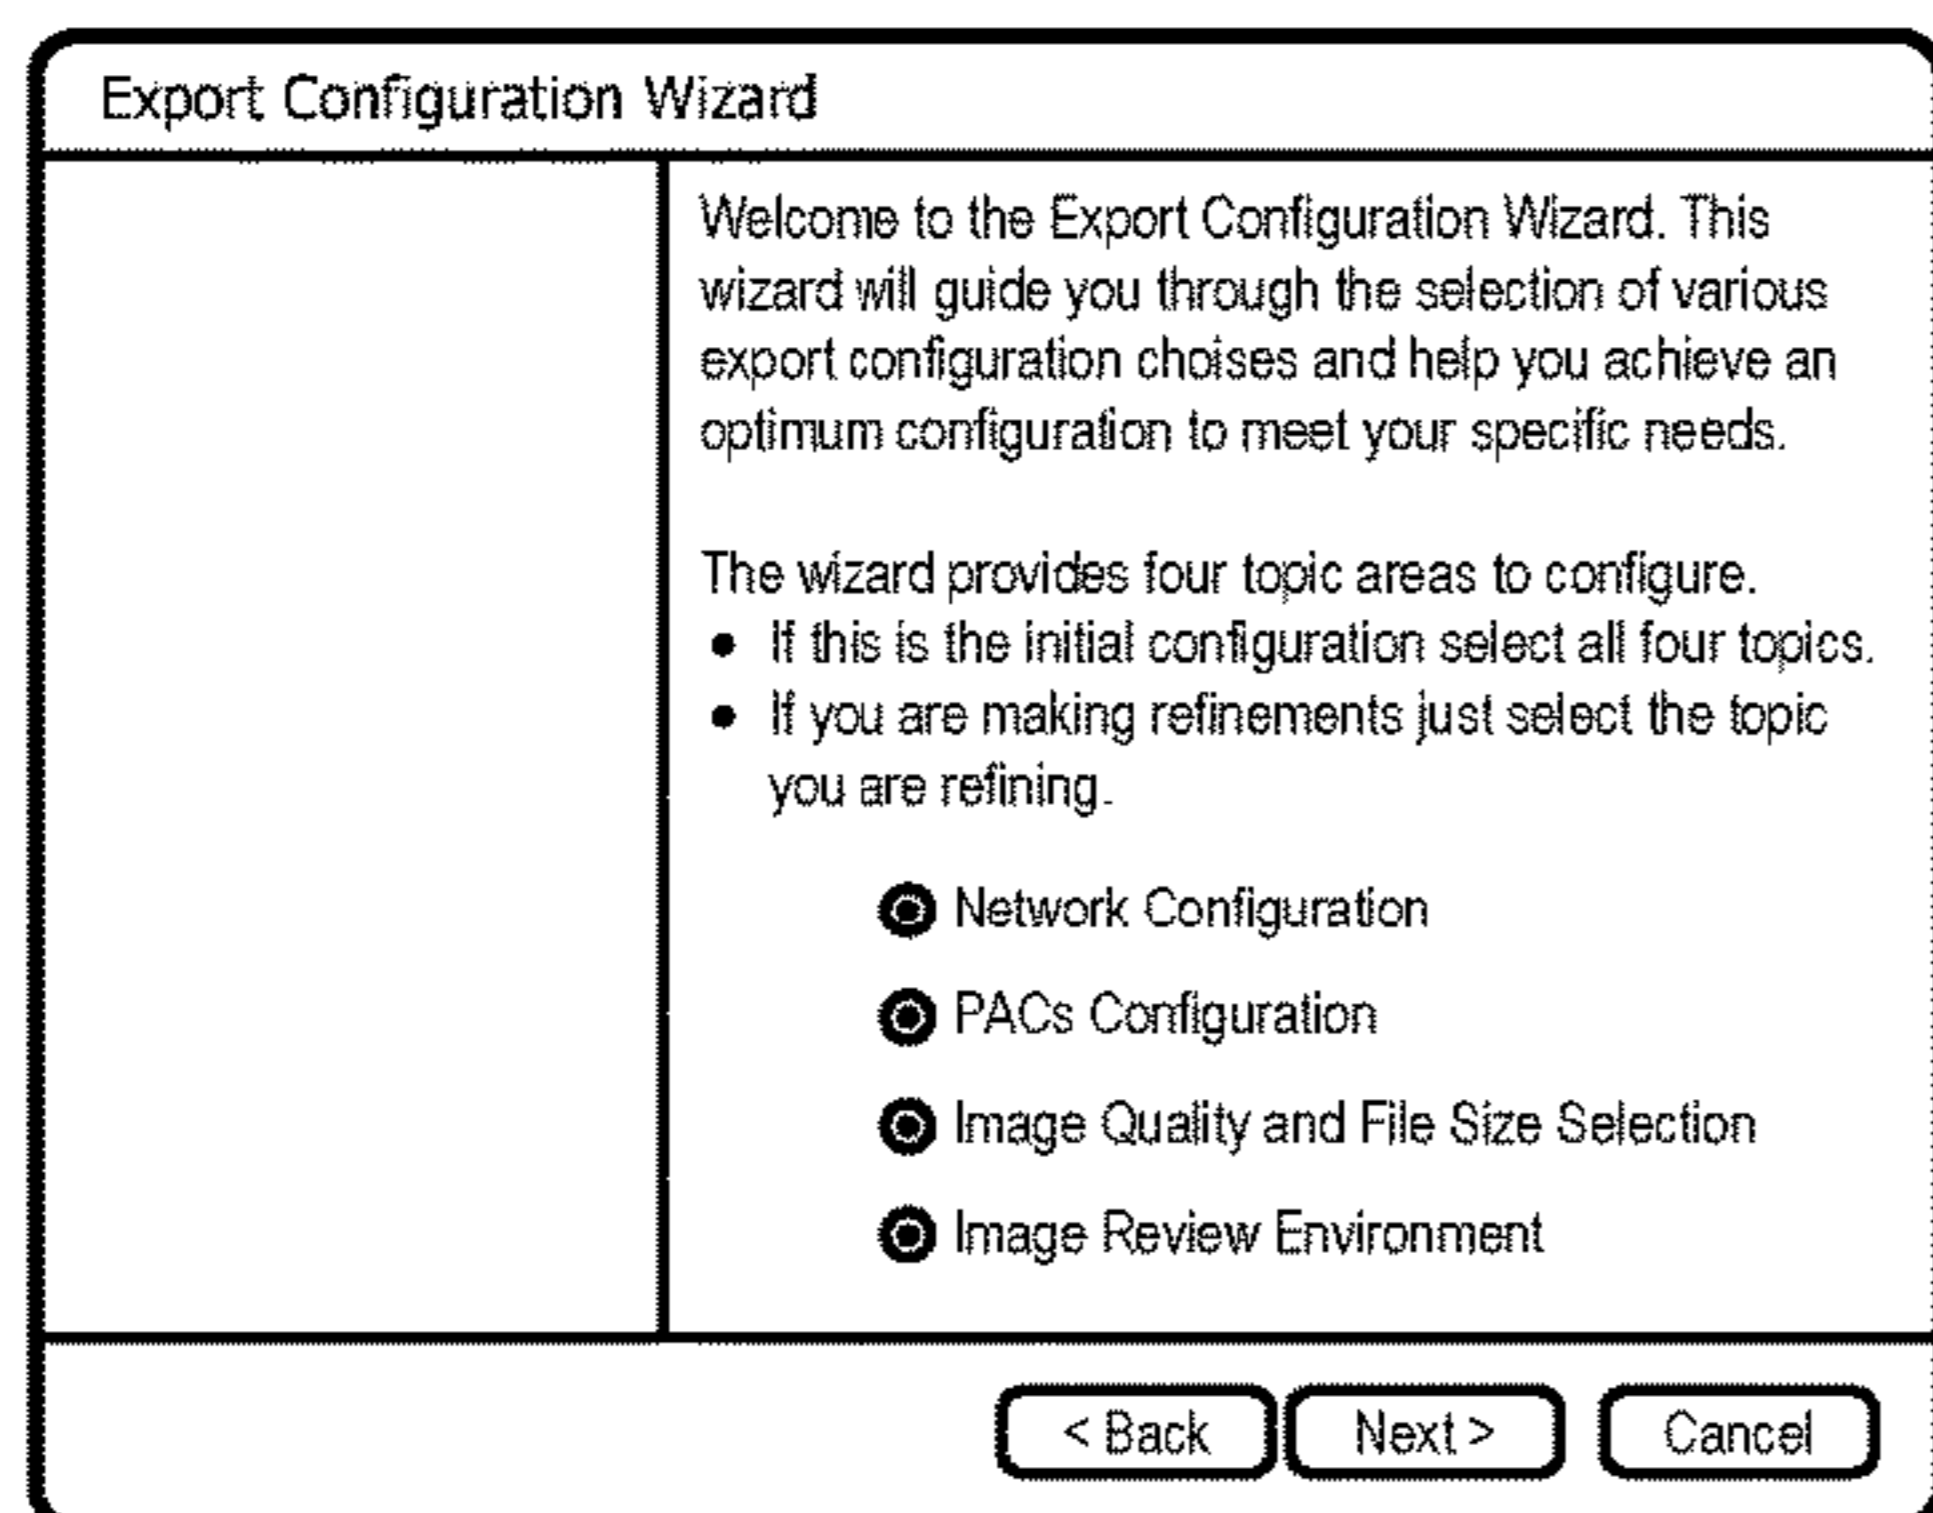 Export Configuration Wizard
Welcome to the Export Configuration Wizard. This
wizard will guide you through the selection of various
export configuration choises and help you achieve an
optimum configuration to meet your specific needs.
The wizard provides four topic areas to configure.
• If this is the initial configuration select all four topics.
• If you are making refinements just select the topic
you are refining.
Network Configuration
PACs Configuration
Image Quality and File Size Selection
Image Review Environment
< Back Next > Cancel